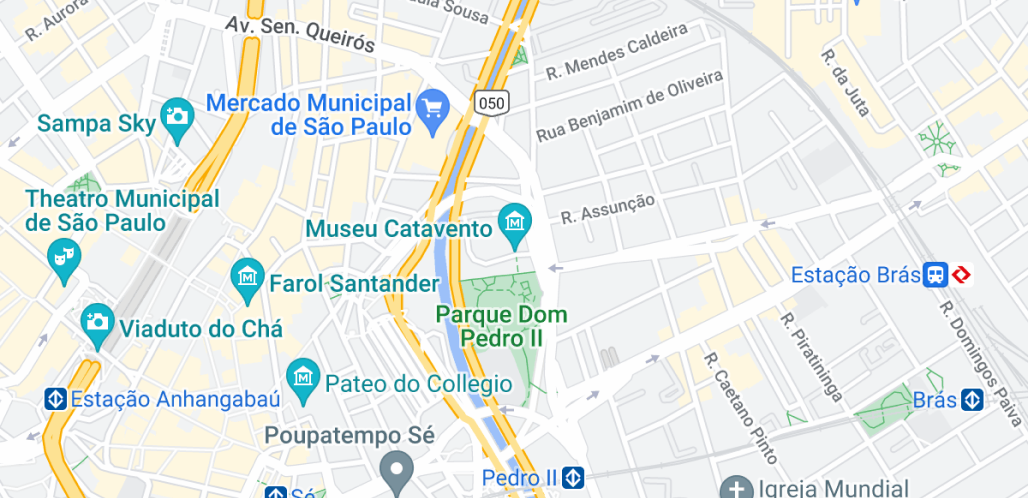 R. Aurora
Sousa
Av. Sen. Queirós
R. Mendes Caldeira
R. da Juta
Mercado Municipal
de São Paulo
050
Rua Benjamim de Oliveira
Sampa Sky
Theatro Municipal
de São Paulo
Museu Catavento
M
R. Assunção
Farol Santander
M
Estação Brás
Parque Dom
Pedro II
Viaduto do Chá
R. Piratininga
R. Domingos Paiva
Pateo do Collegio
M
R. Caetano Pinto
Estação Anhangabaú
Brás
Poupatempo Sé
Pedro II
Sé
Igreja Mundial